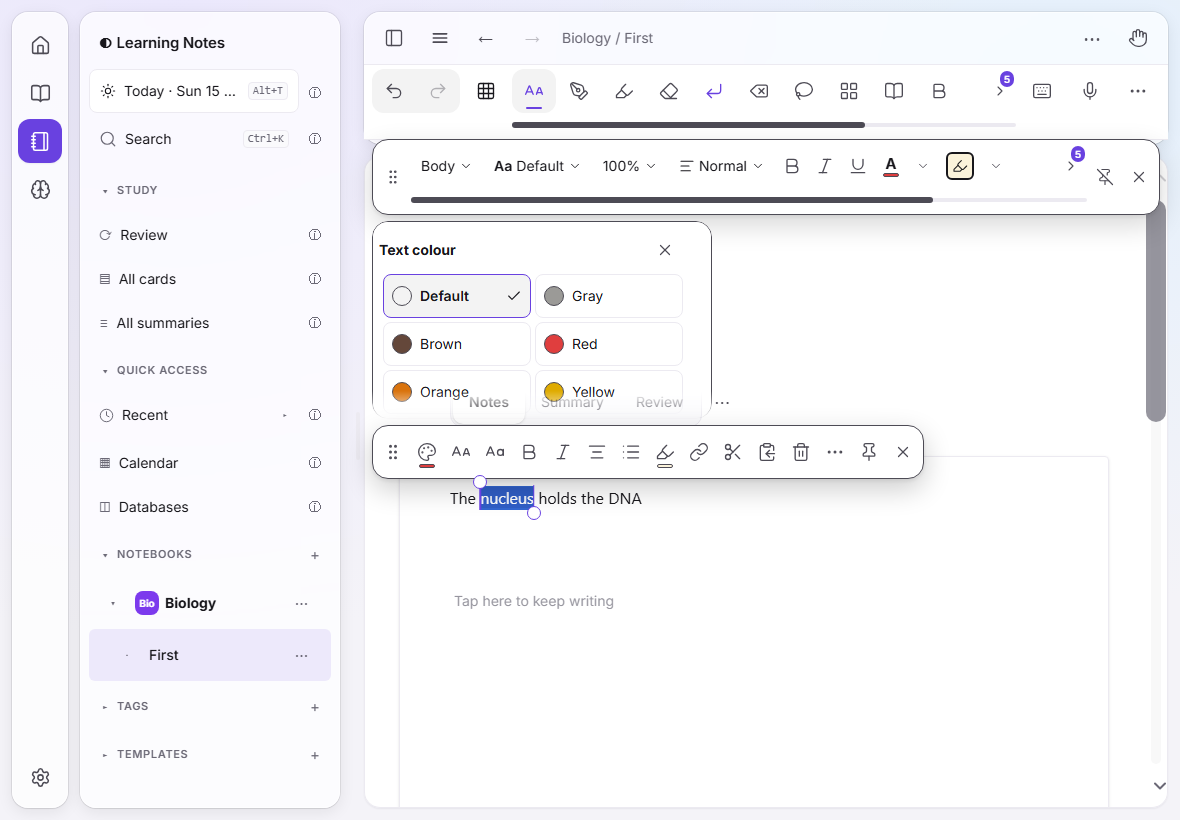 Learning Notes
Today · Sun 15 ...
Alt+T
Search
Ctrl+K
STUDY
Review
All cards
All summaries
QUICK ACCESS
Recent
Calendar
Databases
NOTEBOOKS
Bio Biology
First
TAGS
TEMPLATES
Biology / First
5
Body
Aa Default
100%
Normal
5
Text colour
Default
Gray
Brown
Red
Orange
Yellow
Notes
Summary
Review
The nucleus holds the DNA
Tap here to keep writing